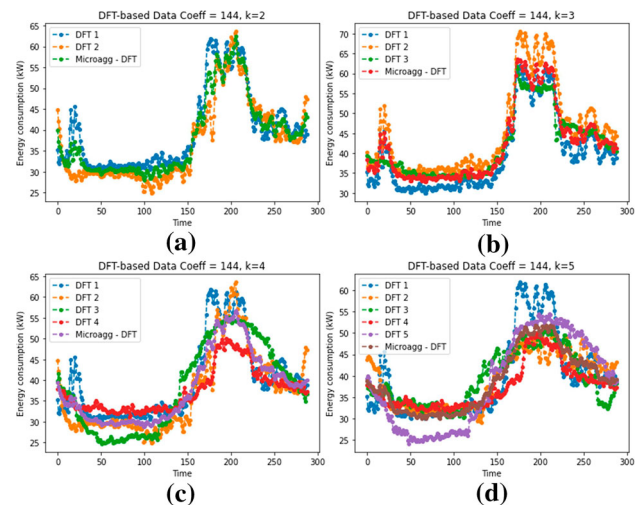 DFT-based Data Coeff = 144, k=2
DFT 1
DFT 2
Microagg - DFT
Energy consumption (kW)
65
60
55
50
45
40
35
30
25
0 50 100 150 200 250 300
Time
(a)
DFT-based Data Coeff = 144, k=3
DFT 1
DFT 2
DFT 3
Microagg - DFT
Energy consumption (kW)
70
65
60
55
50
45
40
35
30
0 50 100 150 200 250 300
Time
(b)
DFT-based Data Coeff = 144, k=4
DFT 1
DFT 2
DFT 3
DFT 4
Microagg - DFT
Energy consumption (kW)
65
60
55
50
45
40
35
30
25
0 50 100 150 200 250 300
Time
(c)
DFT-based Data Coeff = 144, k=5
DFT 1
DFT 2
DFT 3
DFT 4
DFT 5
Microagg - DFT
Energy consumption (kW)
60
55
50
45
40
35
30
25
0 50 100 150 200 250 300
Time
(d)